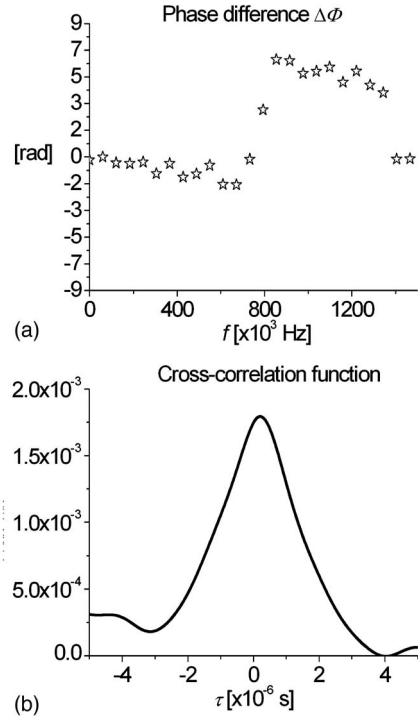 Phase difference ΔΦ
9
7
5
3
2
0
-2
-3
-5
-7
-9
[rad]
0 400 800 1200
f [x10³ Hz]
(a)
Cross-correlation function
2.0x10⁻³
1.5x10⁻³
1.0x10⁻³
5.0x10⁻⁴
0.0
-4 -2 0 2 4
τ [x10⁻⁶ s]
(b)